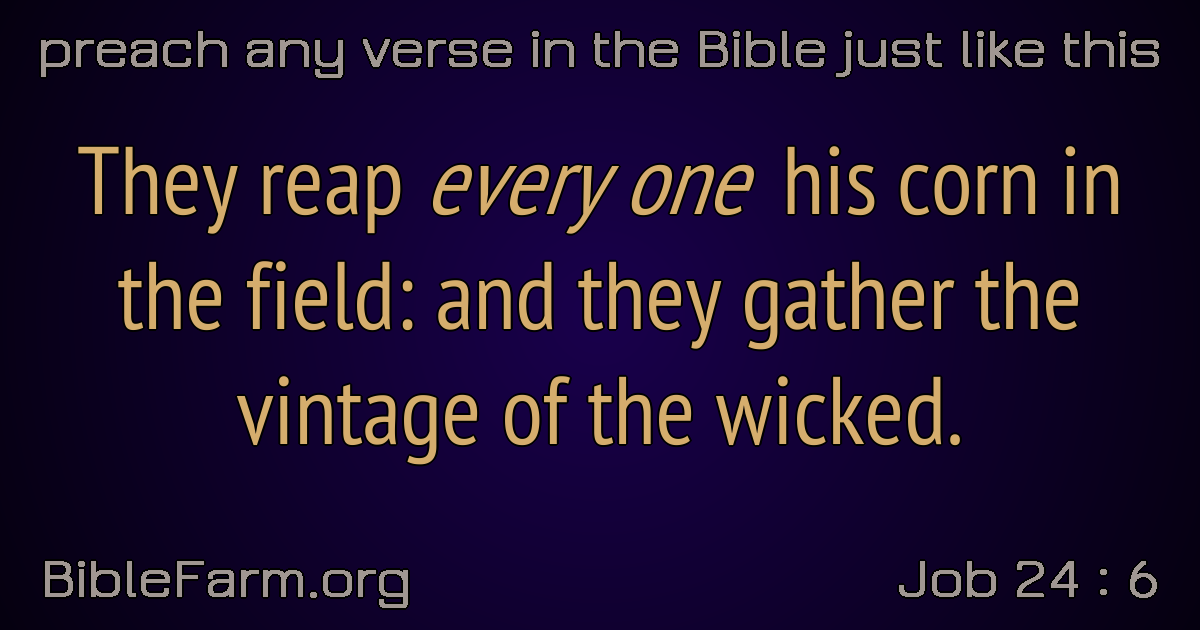 preach any verse in the Bible just like this
They reap every one his corn in
the field: and they gather the
vintage of the wicked.
BibleFarm.org
Job 24 : 6